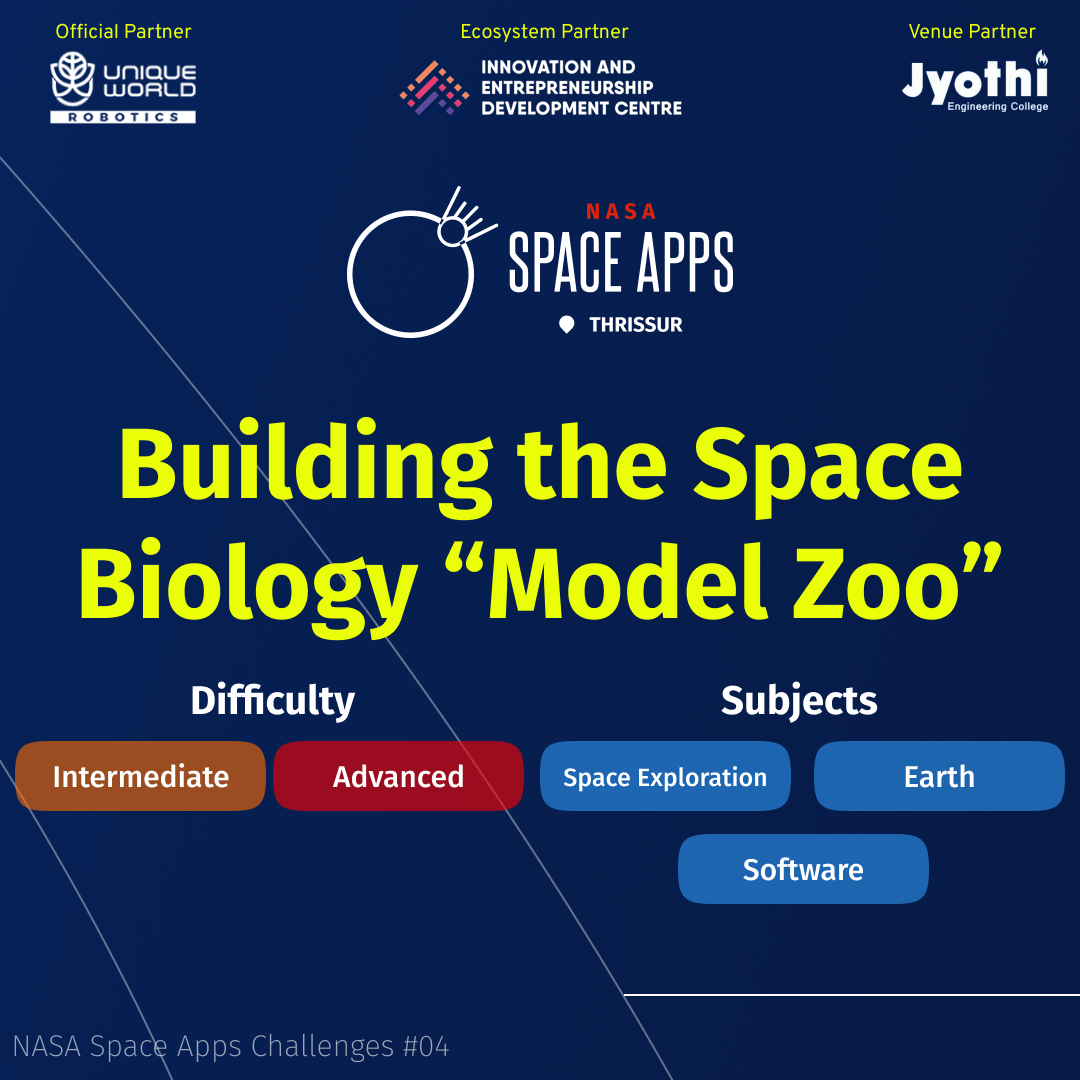 Official Partner
UNIQUE
WORLD
ROBOTICS
Ecosystem Partner
INNOVATION AND
ENTREPRENEURSHIP
DEVELOPMENT CENTRE
Venue Partner
Jyothi
Engineering College
NASA
SPACE APPS
THRISSUR
Building the Space
Biology “Model Zoo”
Difficulty
Intermediate
Advanced
Subjects
Space Exploration
Earth
Software
NASA Space Apps Challenges #04